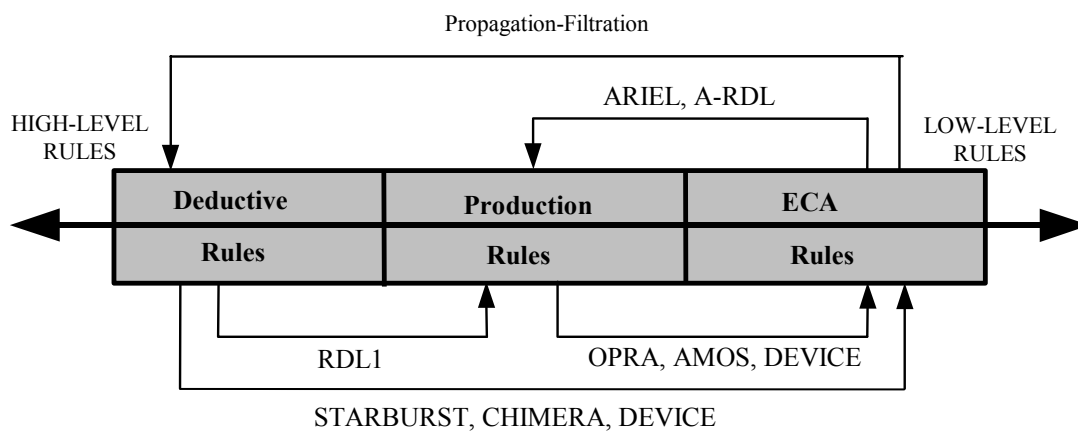 Propagation-Filtration
ARIEL, A-RDL
HIGH-LEVEL
RULES
LOW-LEVEL
RULES
Deductive
Rules
Production
Rules
ECA
Rules
RDL1
OPRA, AMOS, DEVICE
STARBURST, CHIMERA, DEVICE